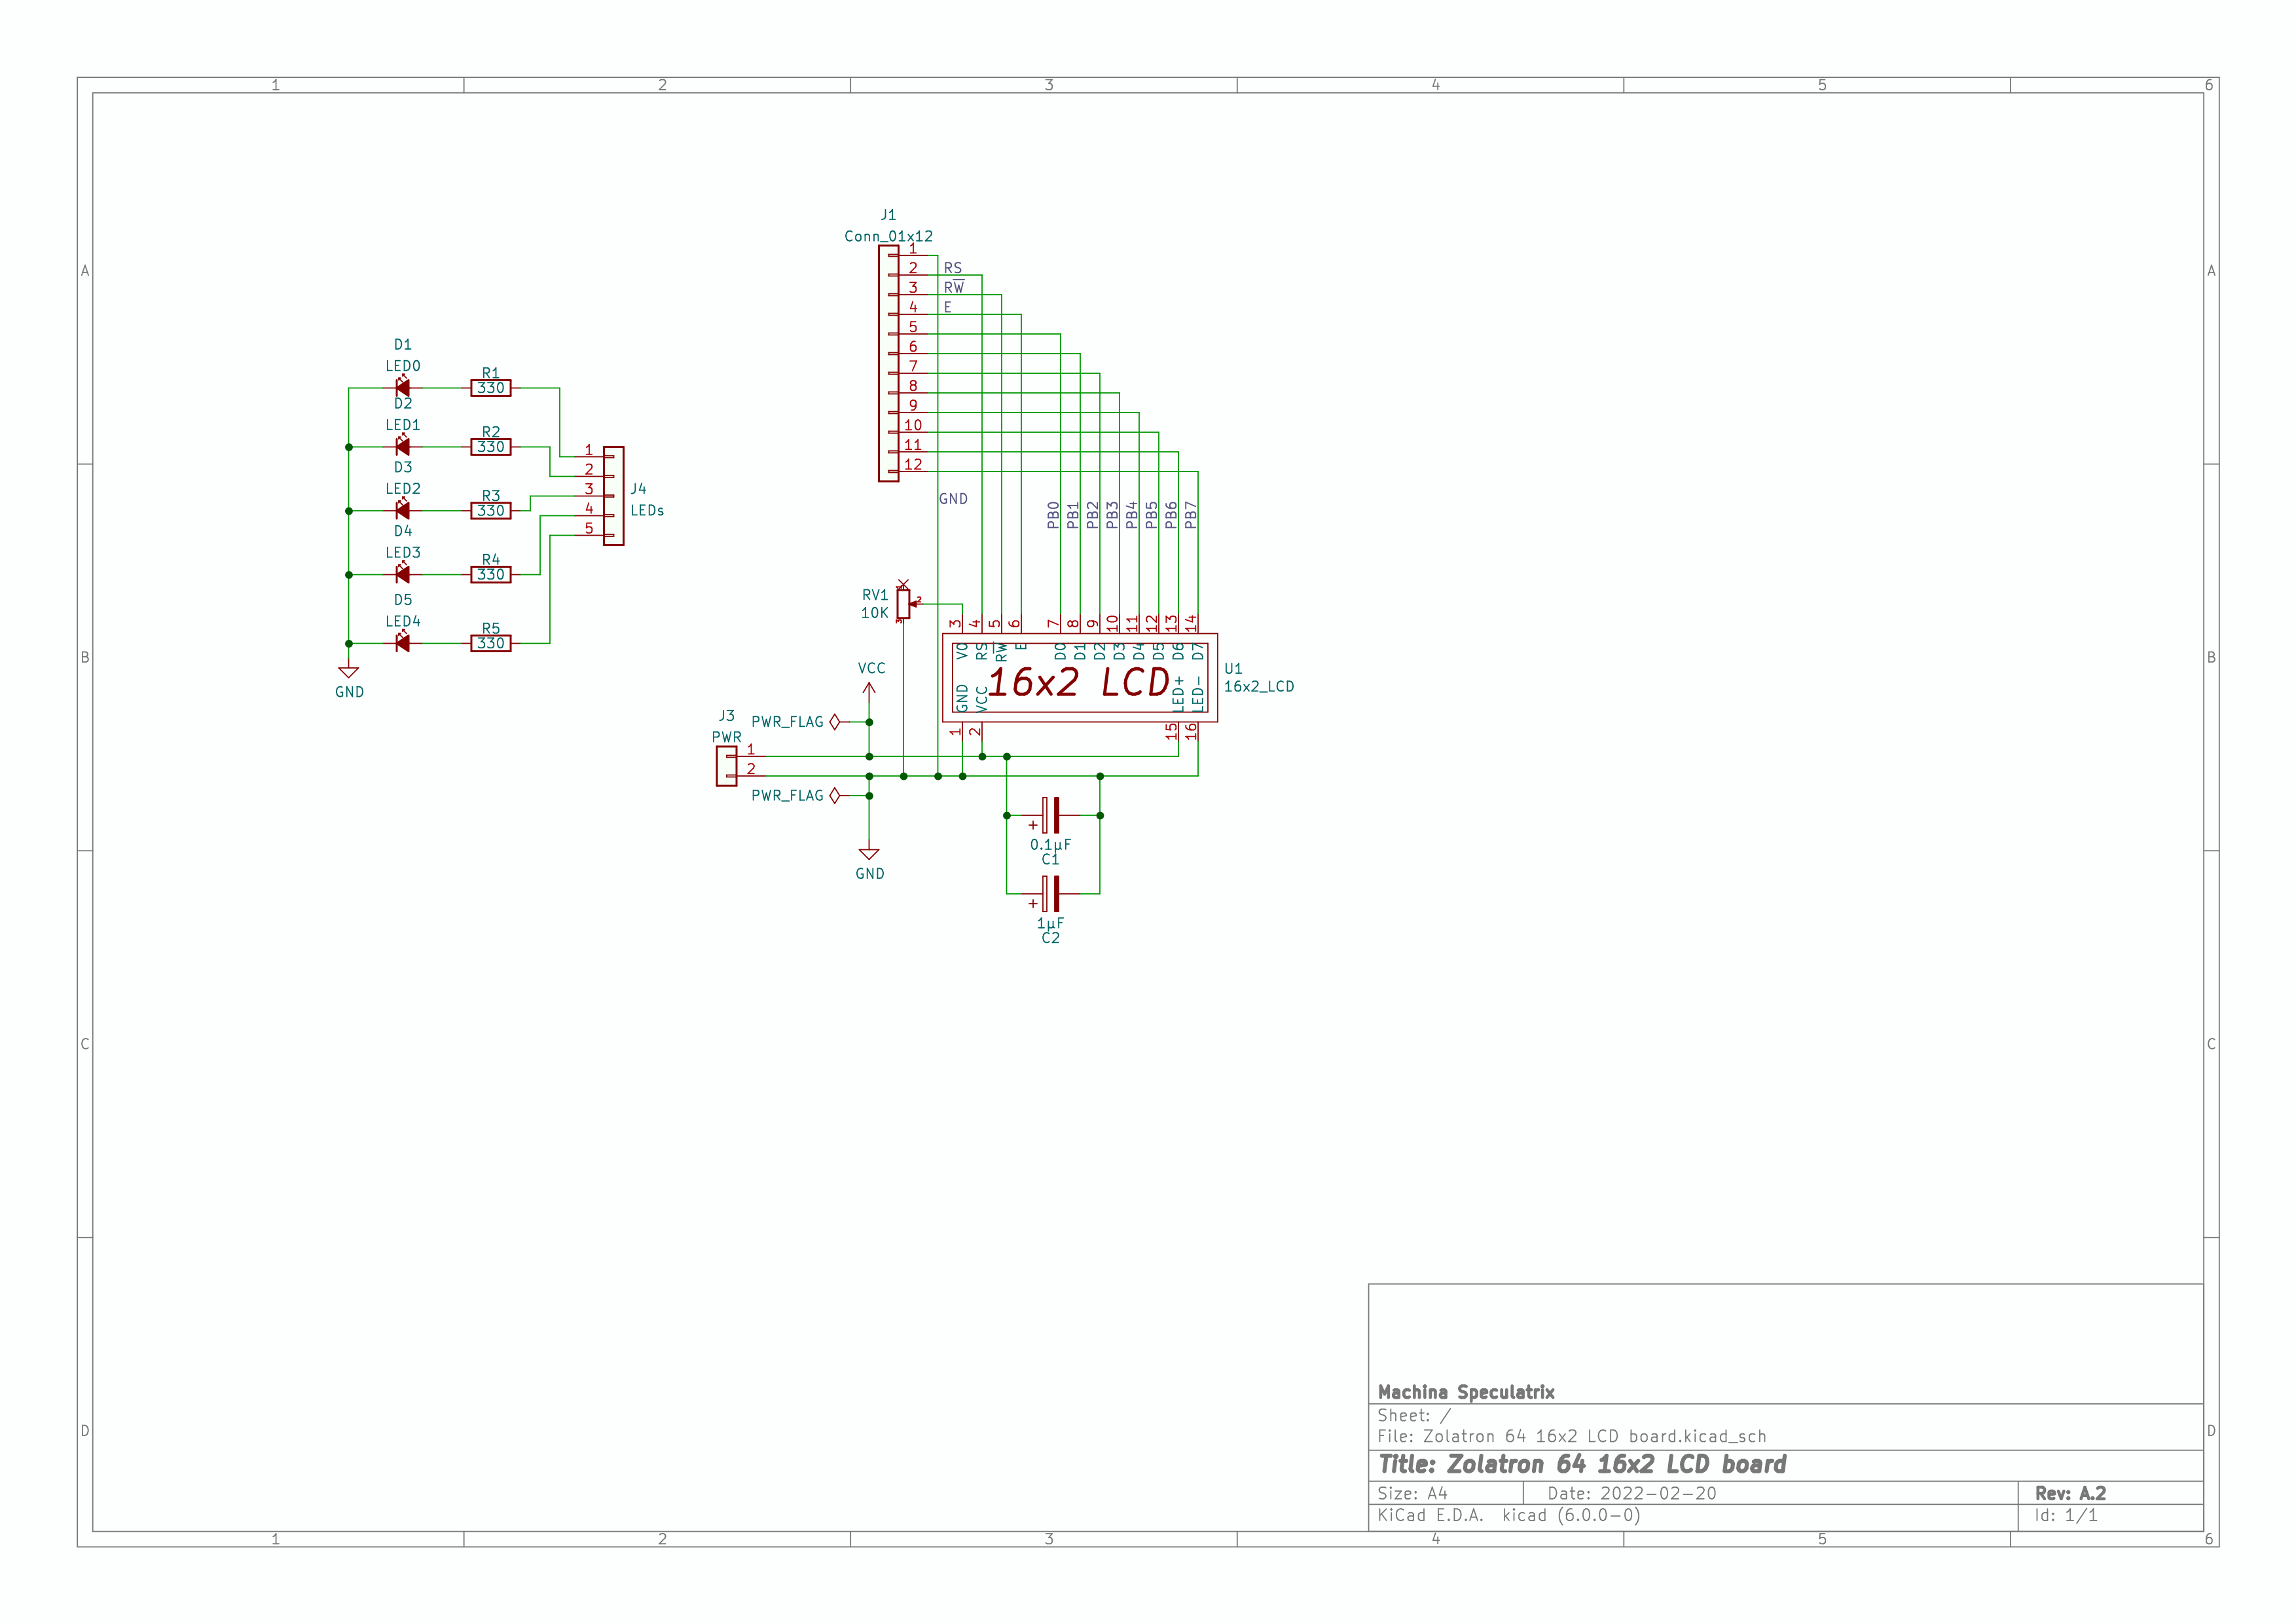 1 2 3 4 5 6
A A
B B
C C
D D
1 2 3 4 5 6
J1
Conn_01x12
1
2
3
4
5
6
7
8
9
10
11
12
RS
RW̅
E
GND
PB0
PB1
PB2
PB3
PB4
PB5
PB6
PB7
D1
LED0
R1
330
D2
LED1
R2
330
D3
LED2
R3
330
D4
LED3
R4
330
D5
LED4
R5
330
GND
1
2
3
4
5
J4
LEDs
RV1
10K
2
3
3 4 5 6 7 8 9 10 11 12 13 14
V0 RS RW̅ E D0 D1 D2 D3 D4 D5 D6 D7
16x2 LCD
GND VCC LED+ LED-
1 2 15 16
U1
16x2_LCD
VCC
PWR_FLAG
J3
PWR
1
2
PWR_FLAG
GND
+
0.1µF
C1
+
1µF
C2
Machina Speculatrix
Sheet: /
File: Zolatron 64 16x2 LCD board.kicad_sch
Title: Zolatron 64 16x2 LCD board
Size: A4 Date: 2022-02-20 Rev: A.2
KiCad E.D.A. kicad (6.0.0-0) Id: 1/1